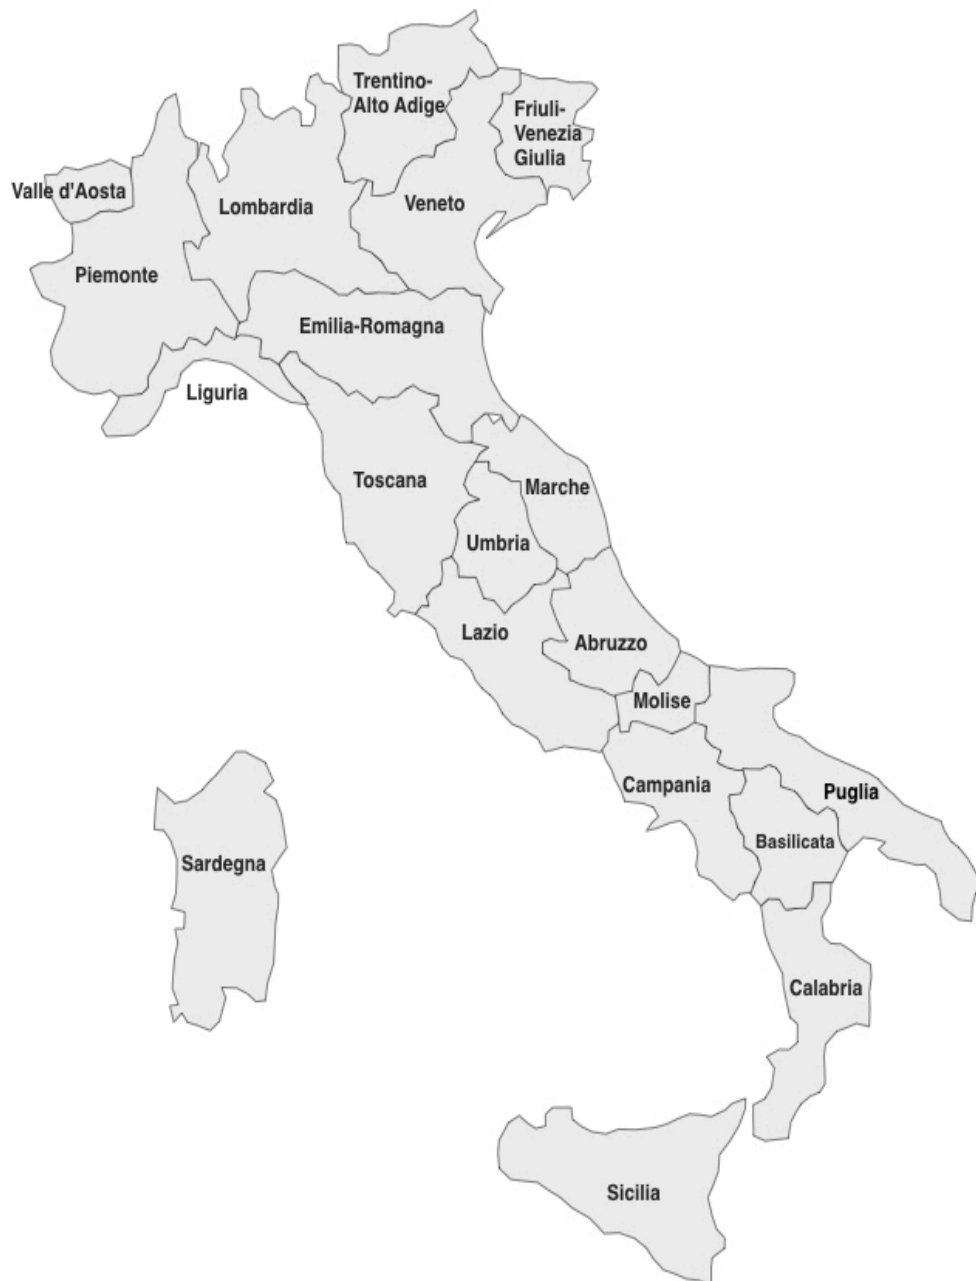 Trentino-
Alto Adige
Friuli-
Venezia
Giulia
Valle d'Aosta
Lombardia
Veneto
Piemonte
Emilia-Romagna
Liguria
Toscana
Marche
Umbria
Lazio
Abruzzo
Molise
Campania
Puglia
Basilicata
Sardegna
Calabria
Sicilia